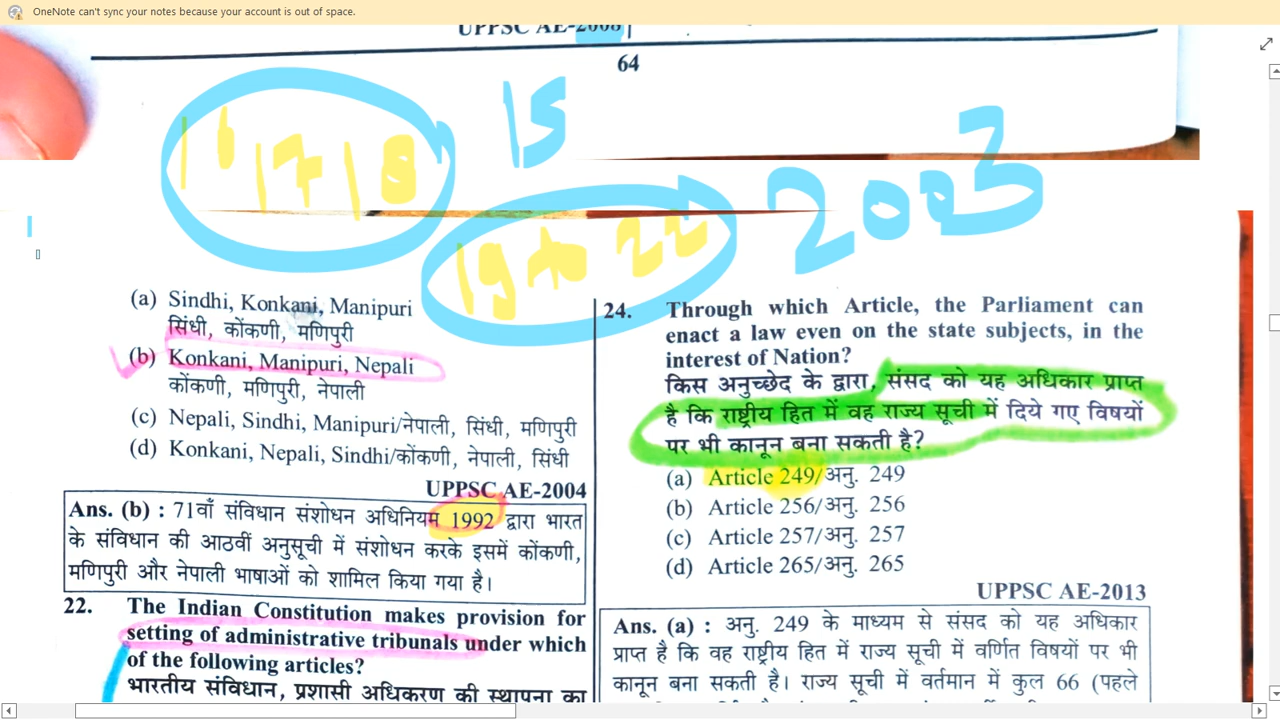 OneNote can't sync your notes because your account is out of space.
UPPSC AE-2008
64
16 17 18
15
19 to 22
2003
(a) Sindhi, Konkani, Manipuri
सिंधी, कोंकणी, मणिपुरी
(b) Konkani, Manipuri, Nepali
कोंकणी, मणिपुरी, नेपाली
(c) Nepali, Sindhi, Manipuri/नेपाली, सिंधी, मणिपुरी
(d) Konkani, Nepali, Sindhi/कोंकणी, नेपाली, सिंधी
UPPSC AE-2004
Ans. (b) : 71वाँ संविधान संशोधन अधिनियम 1992 द्वारा भारत
के संविधान की आठवीं अनुसूची में संशोधन करके इसमें कोंकणी,
मणिपुरी और नेपाली भाषाओं को शामिल किया गया है।
22. The Indian Constitution makes provision for
setting of administrative tribunals under which
of the following articles?
भारतीय संविधान, प्रशासी अधिकरण की स्थापना का
24. Through which Article, the Parliament can
enact a law even on the state subjects, in the
interest of Nation?
किस अनुच्छेद के द्वारा, संसद को यह अधिकार प्राप्त
है कि राष्ट्रीय हित में वह राज्य सूची में दिये गए विषयों
पर भी कानून बना सकती है?
(a) Article 249/अनु. 249
(b) Article 256/अनु. 256
(c) Article 257/अनु. 257
(d) Article 265/अनु. 265
UPPSC AE-2013
Ans. (a) : अनु. 249 के माध्यम से संसद को यह अधिकार
प्राप्त है कि वह राष्ट्रीय हित में राज्य सूची में वर्णित विषयों पर भी
कानून बना सकती है। राज्य सूची में वर्तमान में कुल 66 (पहले